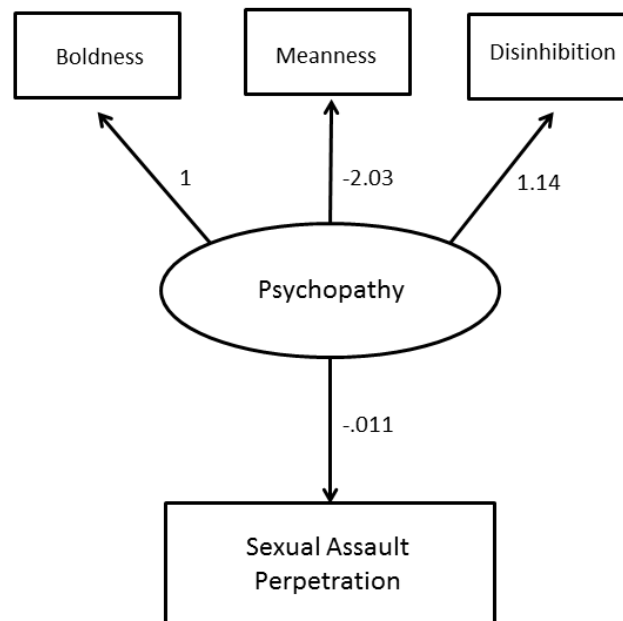 Boldness
Meanness
Disinhibition
1
-2.03
1.14
Psychopathy
-.011
Sexual Assault
Perpetration